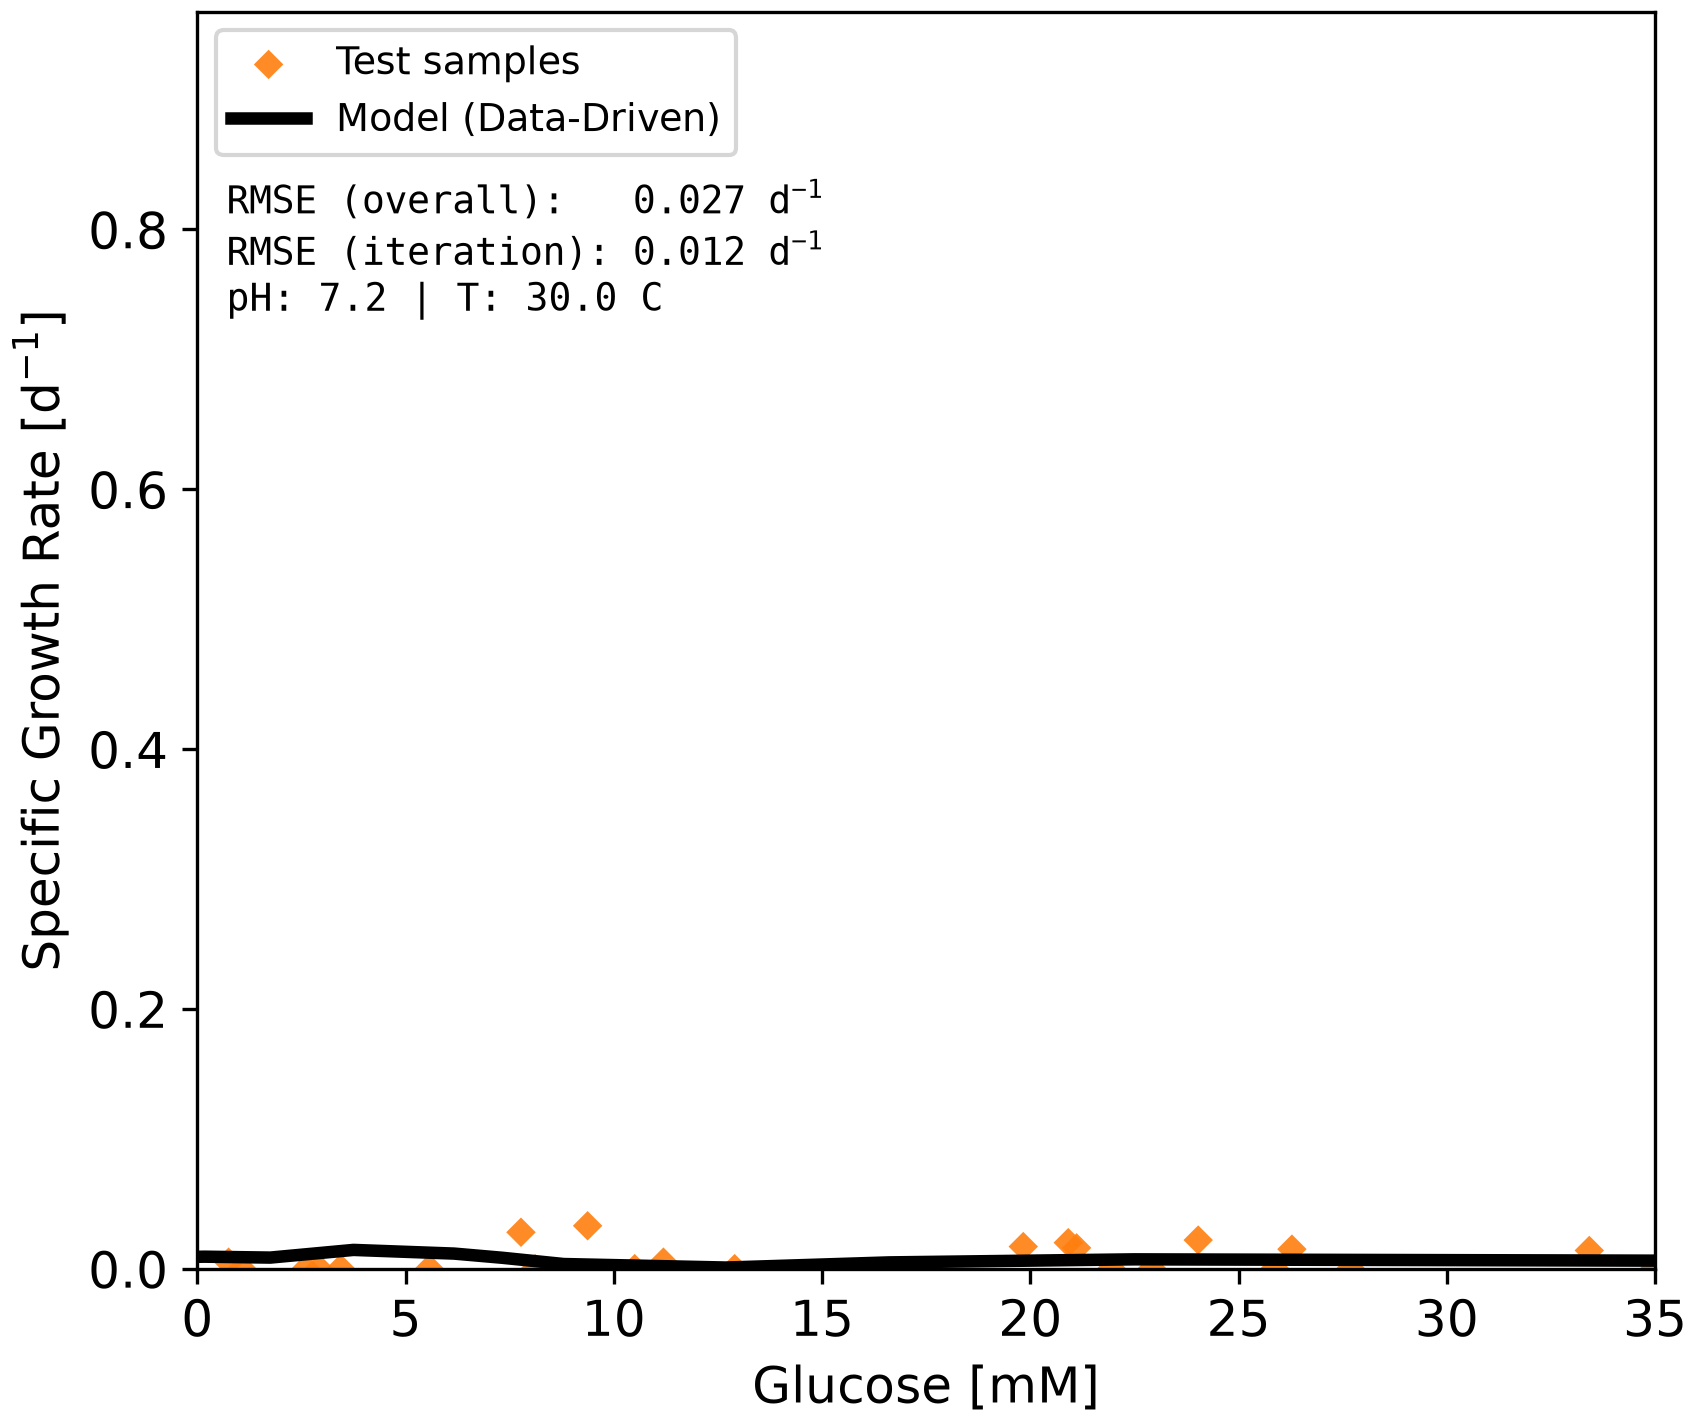 Test samples
Model (Data-Driven)
RMSE (overall):   0.027 d⁻¹
RMSE (iteration): 0.012 d⁻¹
pH: 7.2 | T: 30.0 C
Specific Growth Rate [d⁻¹]
0.8
0.6
0.4
0.2
0.0
0 5 10 15 20 25 30 35
Glucose [mM]